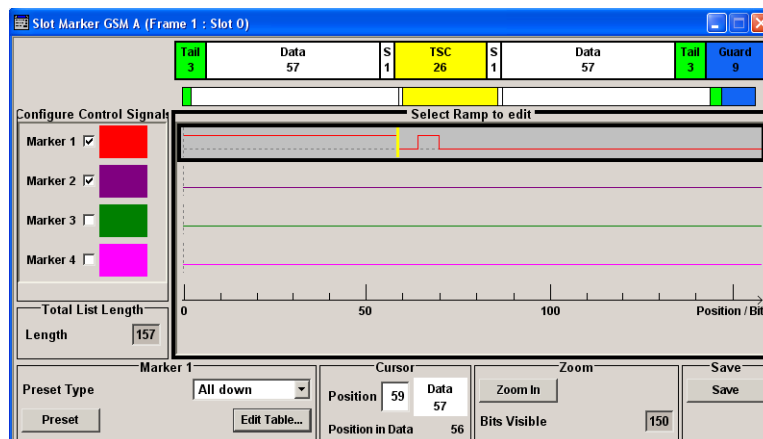 Slot Marker GSM A (Frame 1 : Slot 0)
Tail Data S TSC S Data Tail Guard
3 57 1 26 1 57 3 9
Configure Control Signals
Select Ramp to edit
Marker 1
Marker 2
Marker 3
Marker 4
0 50 100 Position / Bit
Total List Length
Length 157
Marker 1
Preset Type All down
Preset Edit Table...
Cursor
Position 59 Data
57
Position in Data 56
Zoom
Zoom In
Bits Visible 150
Save
Save